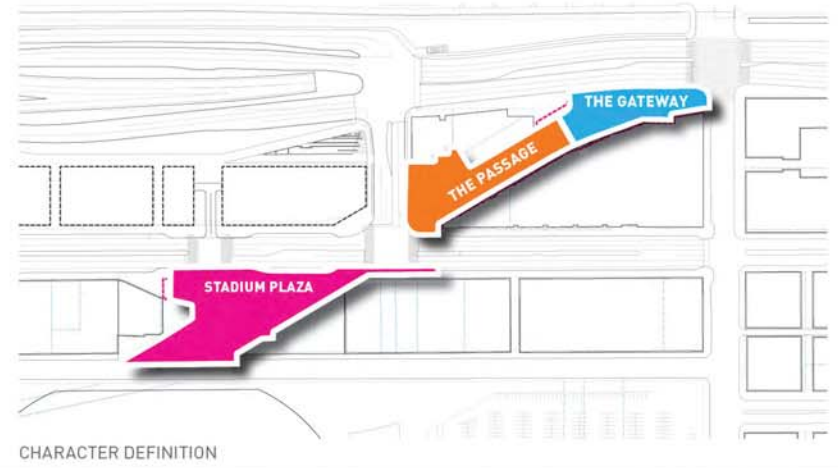 THE GATEWAY
THE PASSAGE
STADIUM PLAZA
CHARACTER DEFINITION